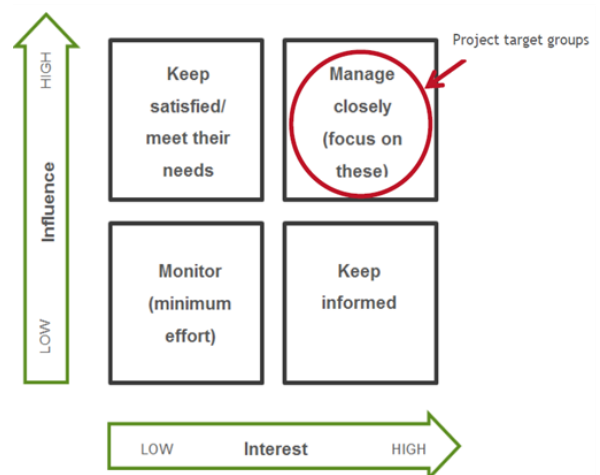 Project target groups
HIGH
Influence
LOW
Keep
satisfied/
meet their
needs
Manage
closely
(focus on
these)
Monitor
(minimum
effort)
Keep
informed
LOW Interest HIGH